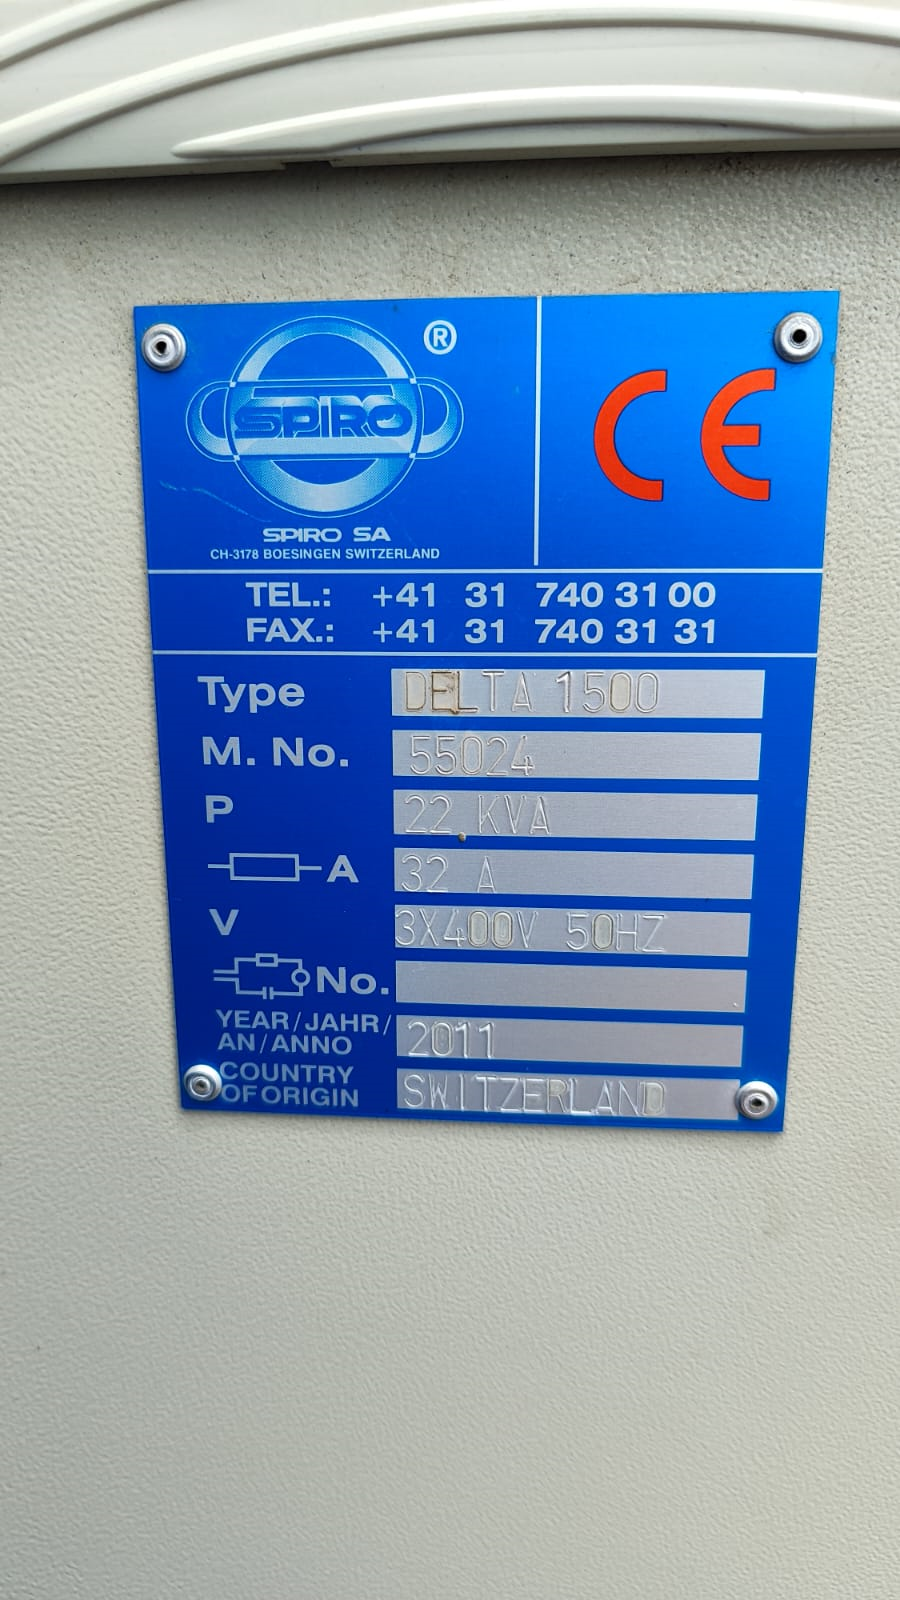 ®
SPIRO
SPIRO SA
CH-3178 BOESINGEN SWITZERLAND
CE
TEL.: +41 31 740 31 00
FAX.: +41 31 740 31 31
Type DELTA 1500
M. No. 55024
P 22 KVA
A 32 A
V 3X400V 50HZ
No.
YEAR/JAHR/
AN/ANNO 2011
COUNTRY
OF ORIGIN SWITZERLAND